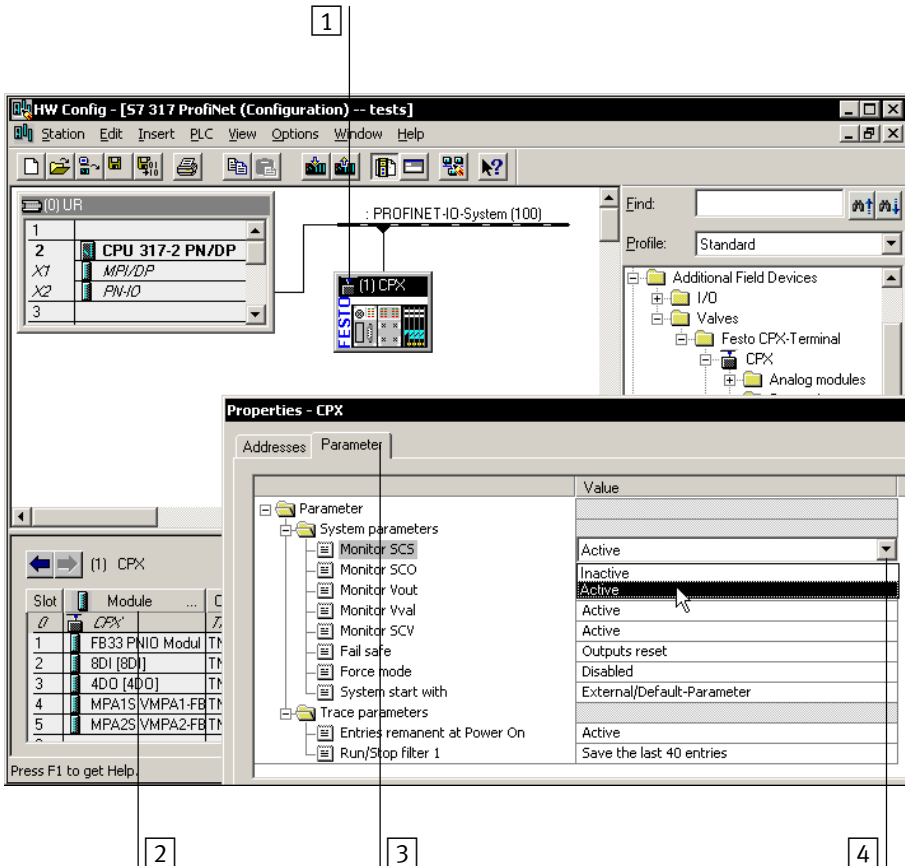 1
HW Config - [S7 317 ProfiNet (Configuration) -- tests]
Station Edit Insert PLC View Options Window Help
(0) UR
1
2 CPU 317-2 PN/DP
X1 MPI/DP
X2 PN-IO
3
: PROFINET-IO-System (100)
(1) CPX
FESTO
Find:
Profile: Standard
Additional Field Devices
I/O
Valves
Festo CPX-Terminal
CPX
Analog modules
Properties - CPX
Addresses Parameter
Value
Parameter
System parameters
Monitor SCS Active
Inactive
Monitor SCO
Active
Monitor Vout
Monitor Vval Active
Monitor SCV Active
Fail safe Outputs reset
Force mode Disabled
System start with External/Default-Parameter
Trace parameters
Entries remanent at Power On Active
Run/Stop filter 1 Save the last 40 entries
(1) CPX
Slot Module ...
0 CPX
1 FB33 PNIO Modul
2 8DI [8DI]
3 4DO [4DO]
4 MPA1S VMPA1-FB
5 MPA2S VMPA2-FB
Press F1 to get Help.
2
3
4